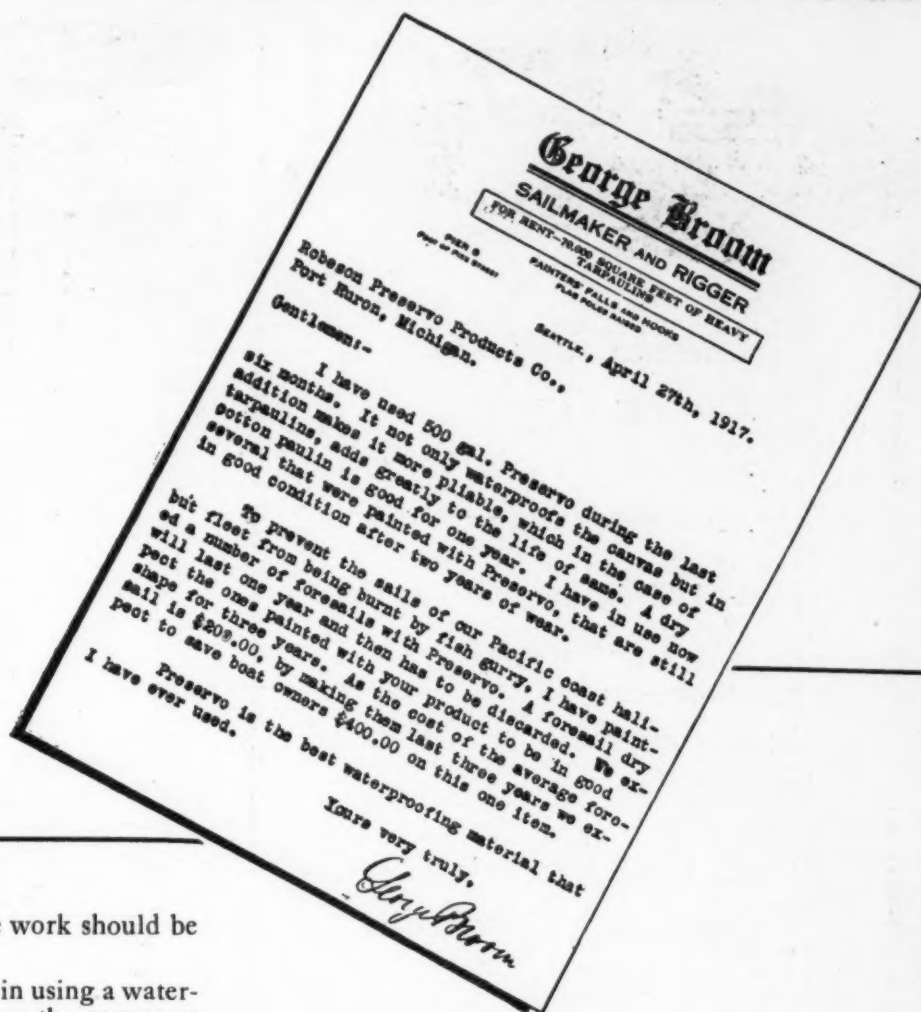 George Broom
SAILMAKER AND RIGGER
FOR RENT—70,000 SQUARE FEET OF HEAVY
TARPAULINS
PIER 8
FOOT OF PIKE STREET
PAINTERS' FALLS AND HOOKS
FLAG POLES RAISED
SEATTLE, April 27th, 1917.
Robeson Preservo Products Co.,
Port Huron, Michigan.
Gentlemen:-
I have used 500 gal. Preservo during the last
six months. It not only waterproofs the canvas but in
addition makes it more pliable, which in the case of
tarpaulins, adds greatly to the life of same. A dry
cotton paulin is good for one year. I have in use now
several that were painted with Preservo, that are still
in good condition after two years of wear.
To prevent the sails of our Pacific coast hali-
but fleet from being burnt by fish gurry, I have paint-
ed a number of foresails with Preservo. A foresail dry
will last one year and then has to be discarded. We ex-
pect the ones painted with your product to be in good
shape for three years. As the cost of the average fore-
sail is $209.00, by making them last three years we ex-
pect to save boat owners $400.00 on this one item.
Preservo is the best waterproofing material that
I have ever used.
Yours very truly,
George Broom
work should be
in using a water-